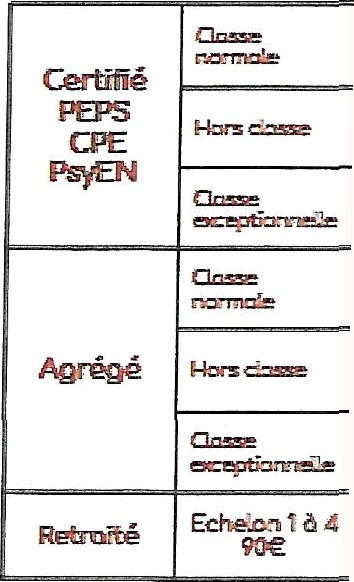 Certifié
PEPS
CPE
PsyEN
Classe
normale
Hors classe
Classe
exceptionnelle
Agrégé
Classe
normale
Hors classe
Classe
exceptionnelle
Retraité
Echelon 1 à 4
90€